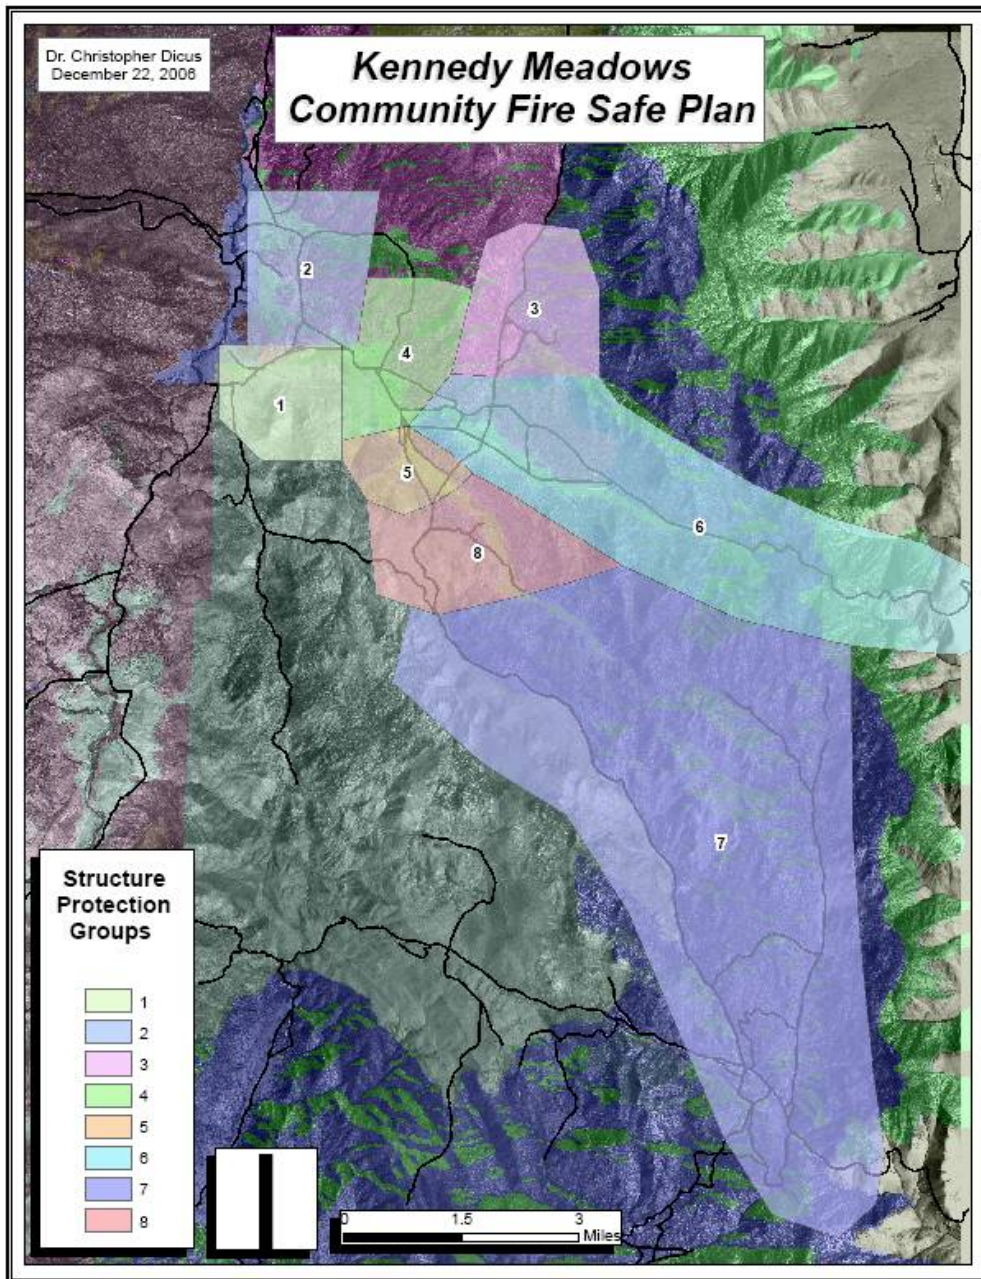 Dr. Christopher Dicus
December 22, 2006
Kennedy Meadows
Community Fire Safe Plan
2
3
4
1
5
6
8
7
Structure
Protection
Groups
1
2
3
4
5
6
7
8
0 1.5 3
Miles